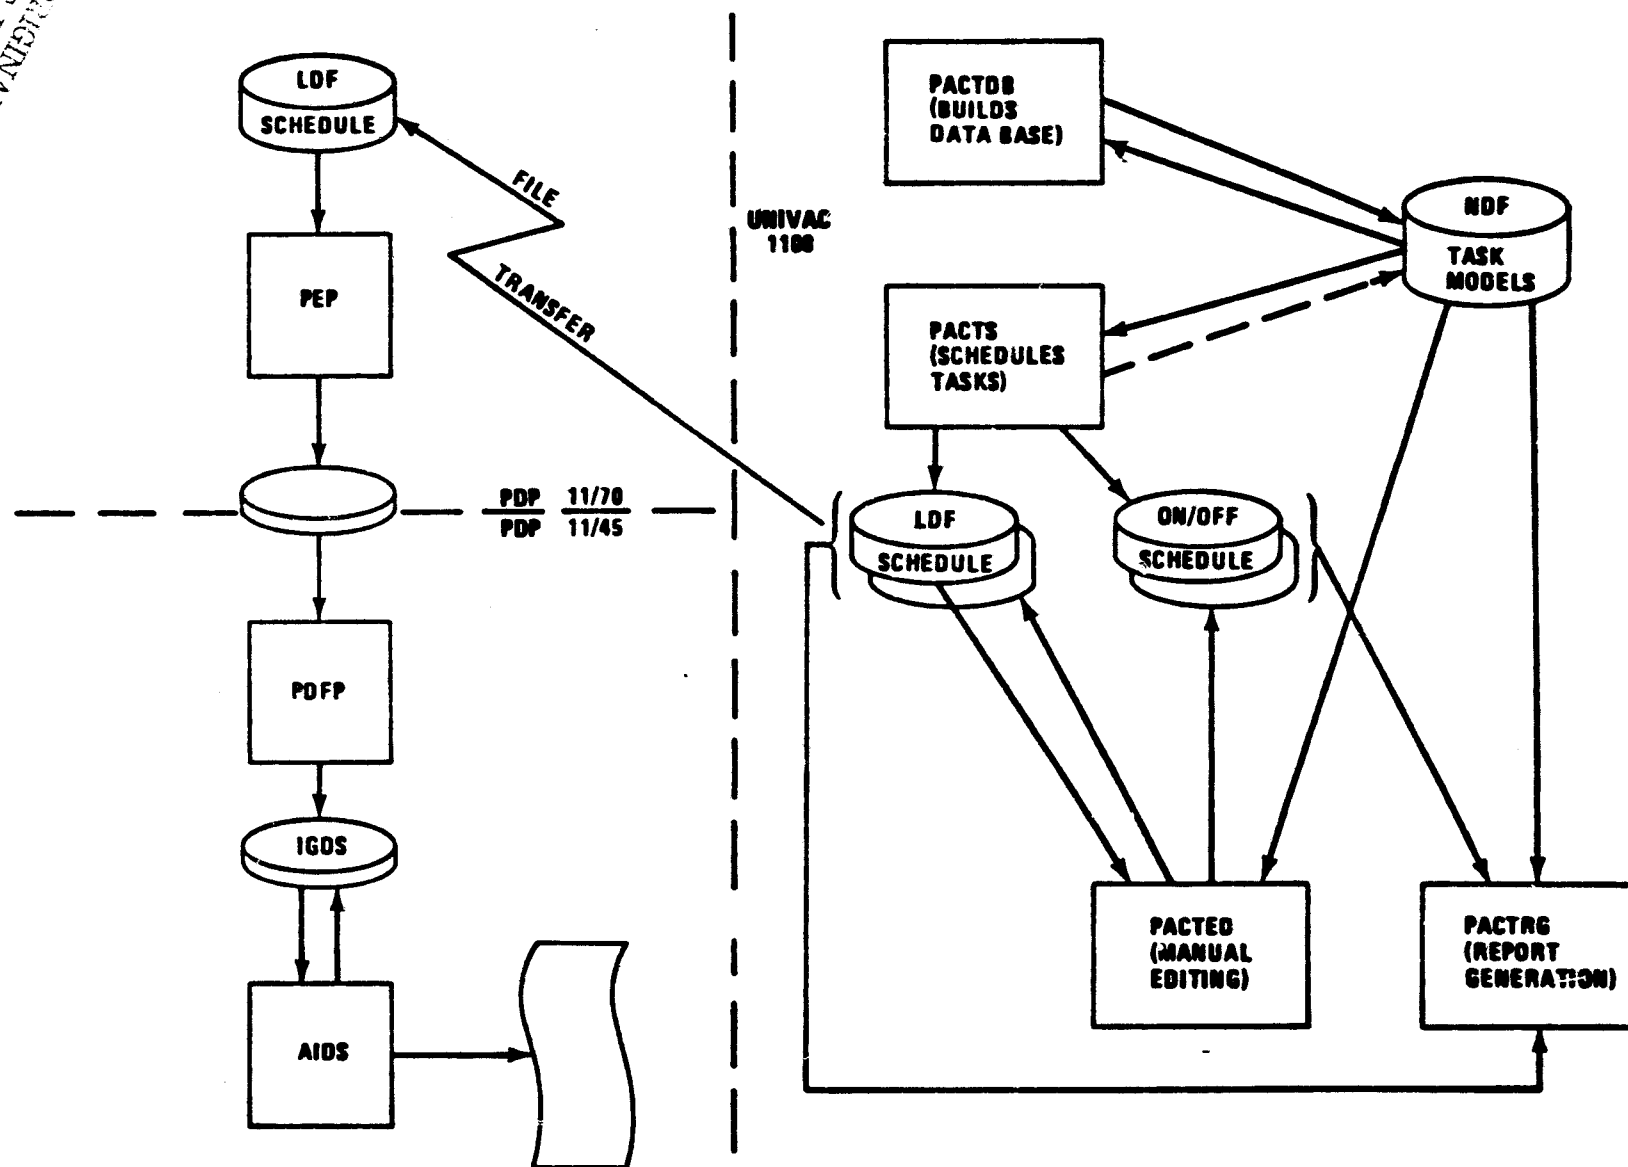 LDF
SCHEDULE
FILE
TRANSFER
PEP
PDP 11/70
PDP 11/45
PDFP
IGDS
AIDS
UNIVAC
1100
PACTDB
(BUILDS
DATA BASE)
NDF
TASK
MODELS
PACTS
(SCHEDULES
TASKS)
LDF
SCHEDULE
ON/OFF
SCHEDULE
PACTED
(MANUAL
EDITING)
PACTRG
(REPORT
GENERATION)